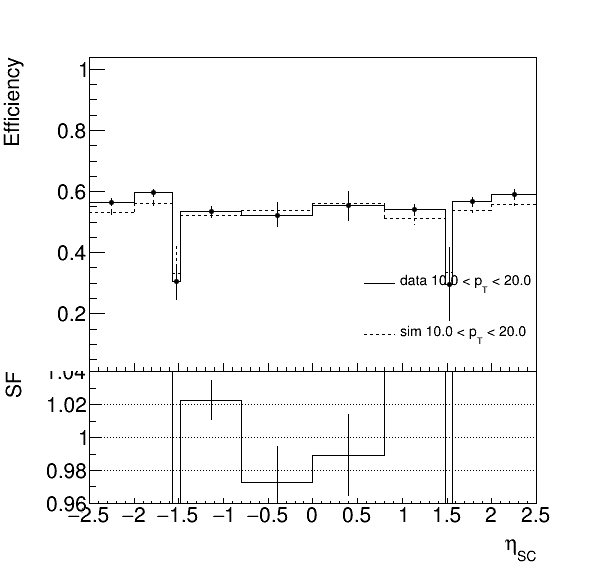 Efficiency
1
0.8
0.6
0.4
0.2
data 10.0 < p_T < 20.0
sim 10.0 < p_T < 20.0
SF
1.04
1.02
1
0.98
0.96
−2.5 −2 −1.5 −1 −0.5 0 0.5 1 1.5 2 2.5
η_SC